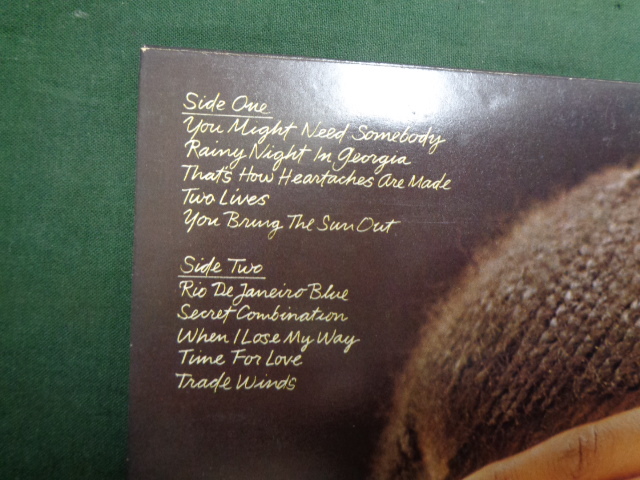 Side One
You Might Need Somebody
Rainy Night In Georgia
That's How Heartaches Are Made
Two Lives
You Bring The Sun Out
Side Two
Rio De Janeiro Blue
Secret Combination
When I Lose My Way
Time For Love
Trade Winds